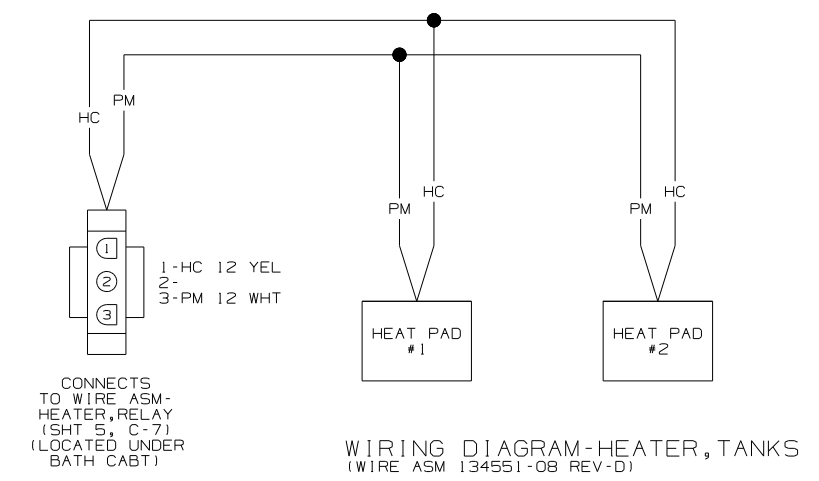 PM
HC
HC
PM
HC
PM
1
2
3
1-HC 12 YEL
2-
3-PM 12 WHT
HEAT PAD
#1
HEAT PAD
#2
CONNECTS
TO WIRE ASM-
HEATER,RELAY
(SHT 5, C-7)
(LOCATED UNDER
BATH CABT)
WIRING DIAGRAM-HEATER,TANKS
(WIRE ASM 134551-08 REV-D)